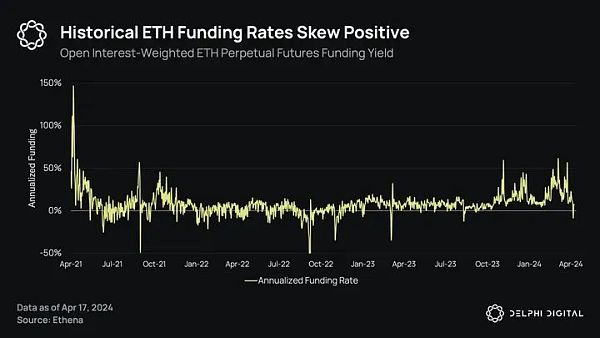 Historical ETH Funding Rates Skew Positive
Open Interest-Weighted ETH Perpetual Futures Funding Yield
150%
100%
50%
0%
-50%
Annualized Funding
Apr-21 Jul-21 Oct-21 Jan-22 Apr-22 Jul-22 Oct-22 Jan-23 Apr-23 Jul-23 Oct-23 Jan-24 Apr-24
Annualized Funding Rate
Data as of Apr 17, 2024
Source: Ethena
DELPHI DIGITAL